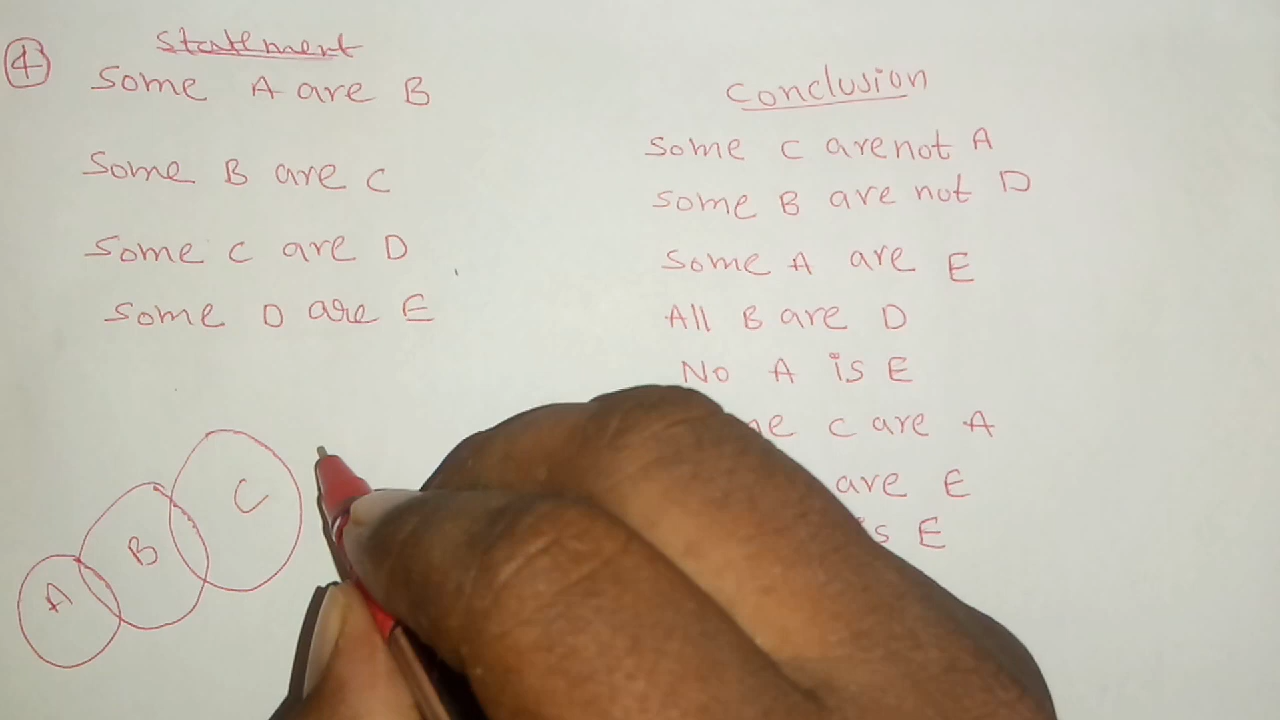 4
Statement
Some A are B
Some B are C
Some C are D
Some D are E
Conclusion
Some C are not A
Some B are not D
Some A are E
All B are D
No A is E
C are A
are E
E
A
B
C